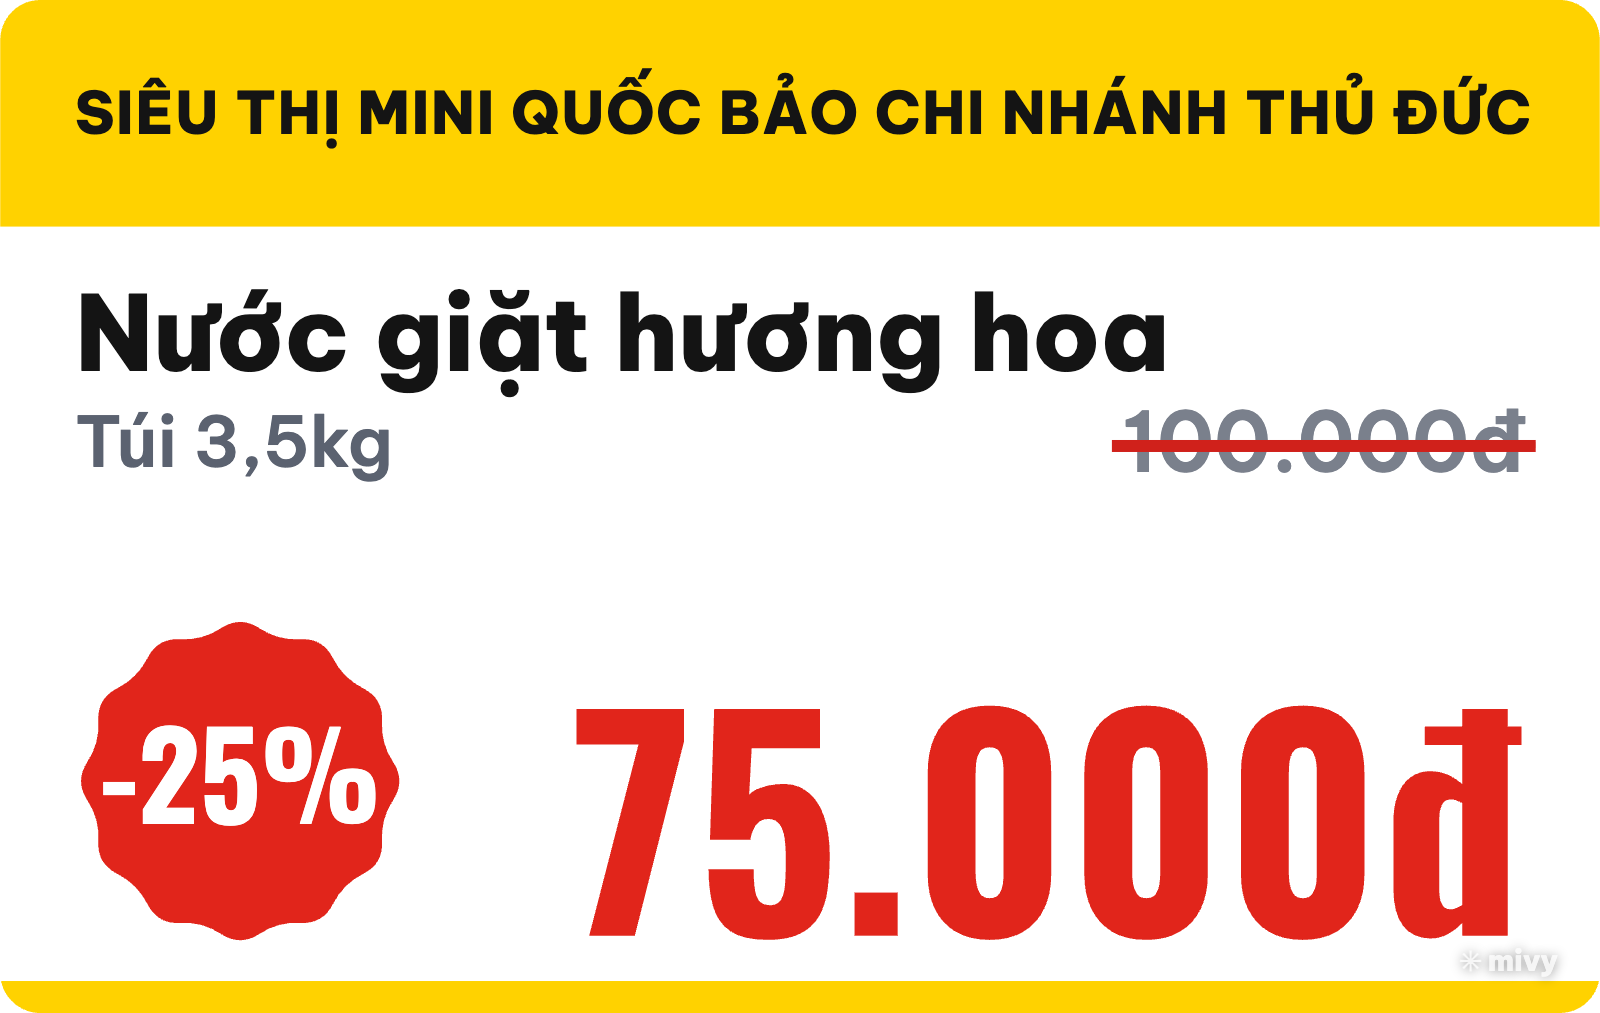 SIÊU THỊ MINI QUỐC BẢO CHI NHÁNH THỦ ĐỨC
Nước giặt hương hoa
Túi 3,5kg
100.000đ
-25%
75.000đ
mivy